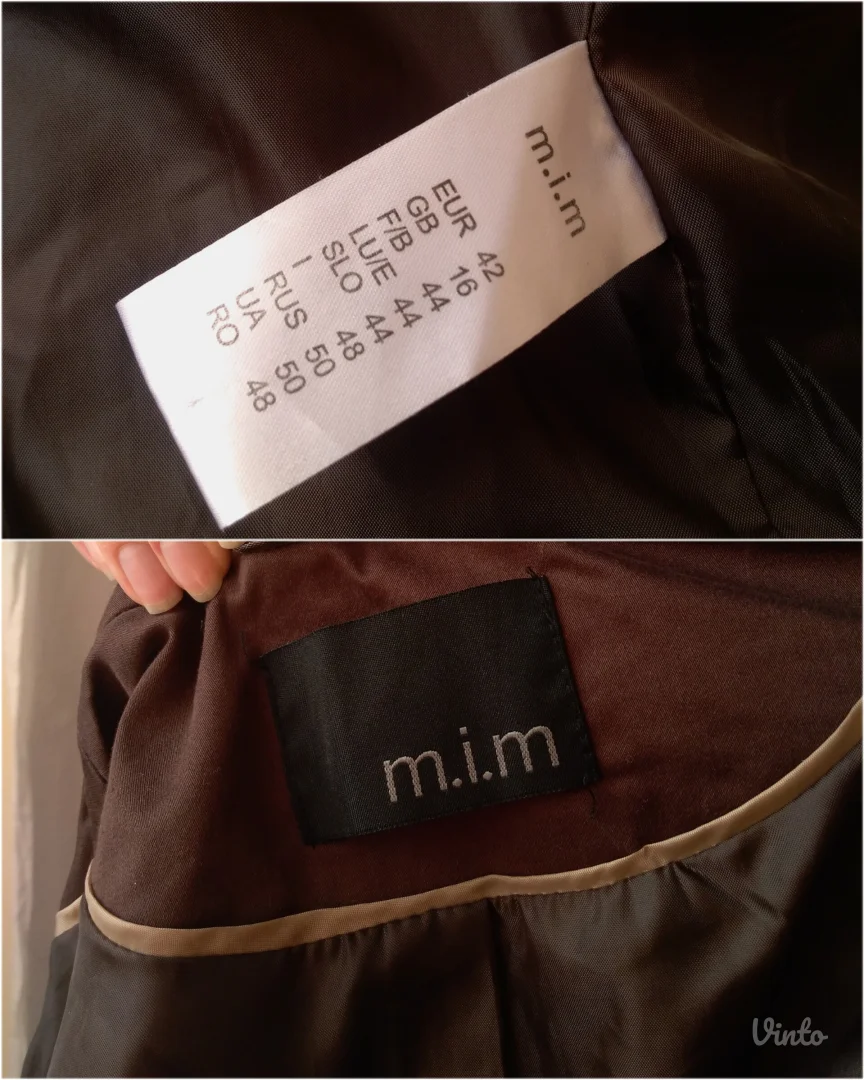 m.i.m
EUR 42
GB 16
F/B 44
LU/E 44
SLO 44
I 48
RUS 50
UA 50
RO 48
m.i.m
Vinto